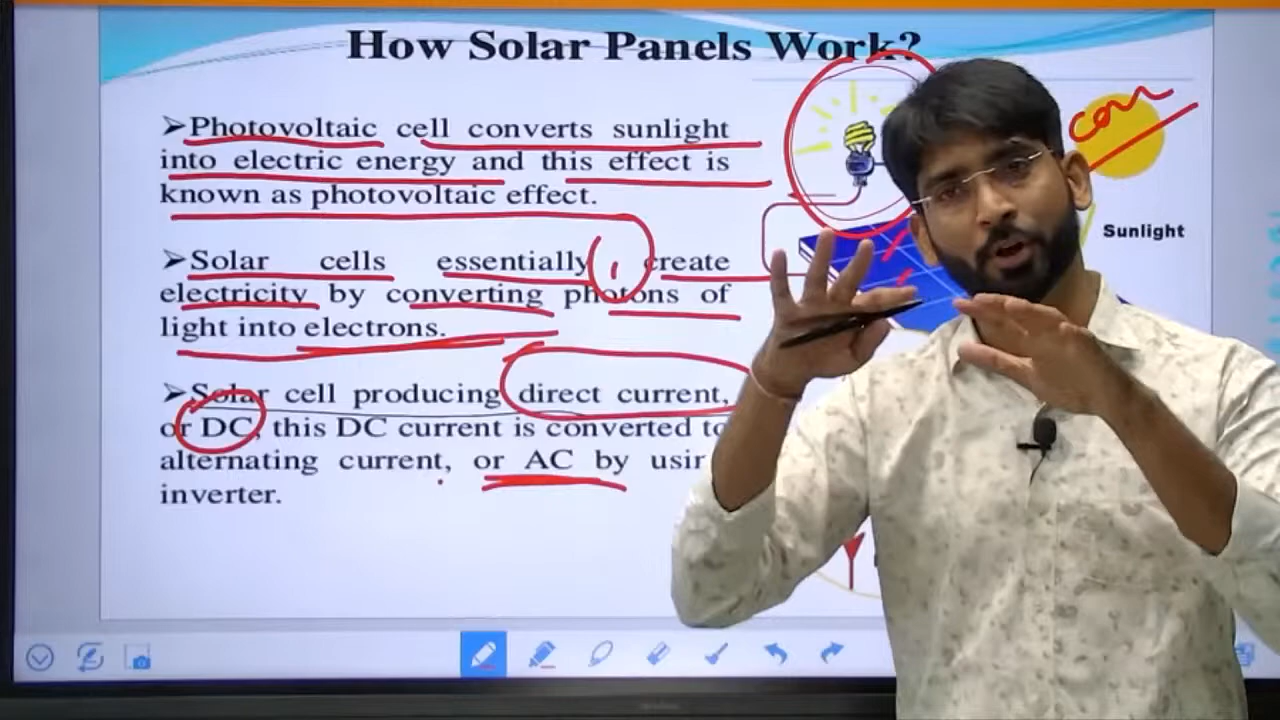 How Solar Panels Work?
➢Photovoltaic cell converts sunlight
into electric energy and this effect is
known as photovoltaic effect.
➢Solar cells essentially create
electricity by converting photons of
light into electrons.
➢Solar cell producing direct current,
or DC, this DC current is converted to
alternating current, or AC by
inverter.
Sunlight